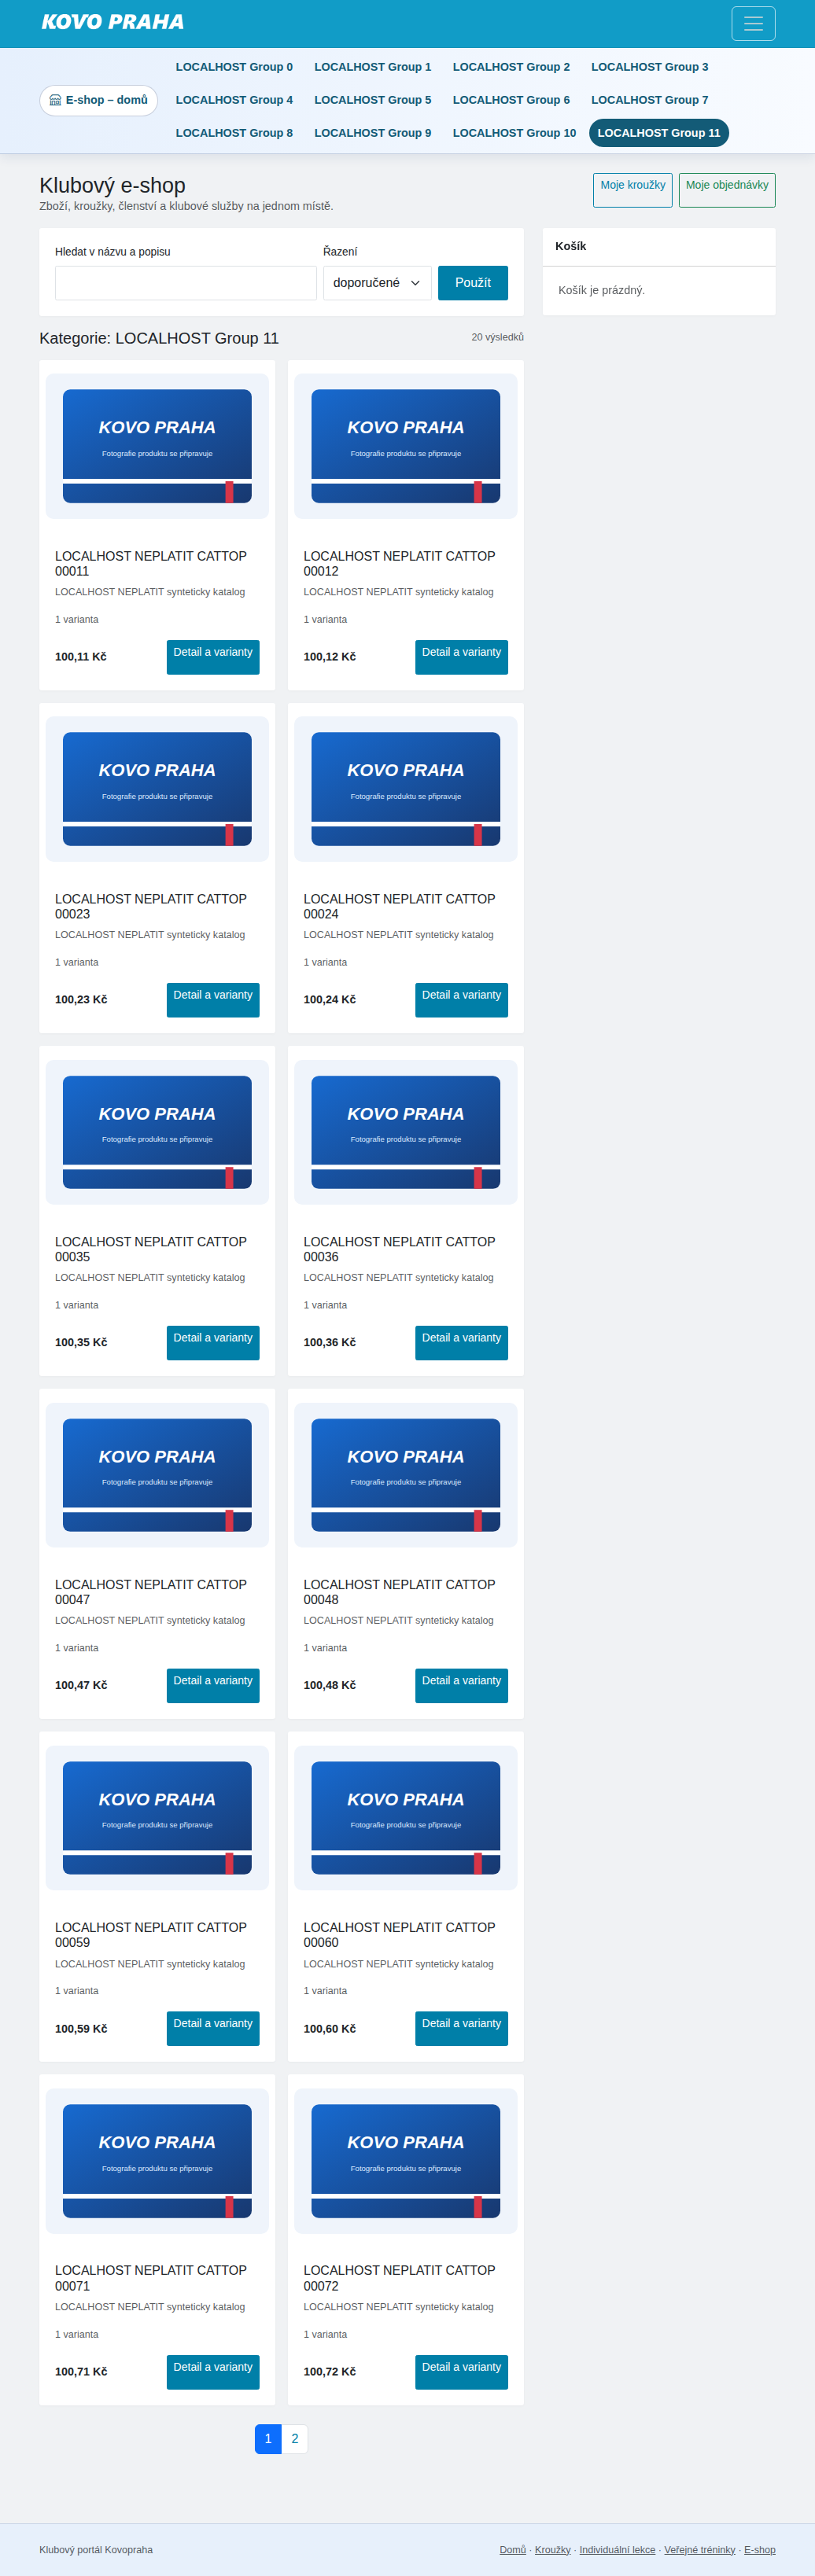 KOVO PRAHA
E-shop – domů
LOCALHOST Group 0
LOCALHOST Group 1
LOCALHOST Group 2
LOCALHOST Group 3
LOCALHOST Group 4
LOCALHOST Group 5
LOCALHOST Group 6
LOCALHOST Group 7
LOCALHOST Group 8
LOCALHOST Group 9
LOCALHOST Group 10
LOCALHOST Group 11
Klubový e-shop
Zboží, kroužky, členství a klubové služby na jednom místě.
Moje kroužky
Moje objednávky
Hledat v názvu a popisu
Řazení
doporučené
Použít
Košík
Košík je prázdný.
Kategorie: LOCALHOST Group 11
20 výsledků
KOVO PRAHA
Fotografie produktu se připravuje
LOCALHOST NEPLATIT CATTOP
00011
LOCALHOST NEPLATIT synteticky katalog
1 varianta
100,11 Kč
Detail a varianty
KOVO PRAHA
Fotografie produktu se připravuje
LOCALHOST NEPLATIT CATTOP
00012
LOCALHOST NEPLATIT synteticky katalog
1 varianta
100,12 Kč
Detail a varianty
KOVO PRAHA
Fotografie produktu se připravuje
LOCALHOST NEPLATIT CATTOP
00023
LOCALHOST NEPLATIT synteticky katalog
1 varianta
100,23 Kč
Detail a varianty
KOVO PRAHA
Fotografie produktu se připravuje
LOCALHOST NEPLATIT CATTOP
00024
LOCALHOST NEPLATIT synteticky katalog
1 varianta
100,24 Kč
Detail a varianty
KOVO PRAHA
Fotografie produktu se připravuje
LOCALHOST NEPLATIT CATTOP
00035
LOCALHOST NEPLATIT synteticky katalog
1 varianta
100,35 Kč
Detail a varianty
KOVO PRAHA
Fotografie produktu se připravuje
LOCALHOST NEPLATIT CATTOP
00036
LOCALHOST NEPLATIT synteticky katalog
1 varianta
100,36 Kč
Detail a varianty
KOVO PRAHA
Fotografie produktu se připravuje
LOCALHOST NEPLATIT CATTOP
00047
LOCALHOST NEPLATIT synteticky katalog
1 varianta
100,47 Kč
Detail a varianty
KOVO PRAHA
Fotografie produktu se připravuje
LOCALHOST NEPLATIT CATTOP
00048
LOCALHOST NEPLATIT synteticky katalog
1 varianta
100,48 Kč
Detail a varianty
KOVO PRAHA
Fotografie produktu se připravuje
LOCALHOST NEPLATIT CATTOP
00059
LOCALHOST NEPLATIT synteticky katalog
1 varianta
100,59 Kč
Detail a varianty
KOVO PRAHA
Fotografie produktu se připravuje
LOCALHOST NEPLATIT CATTOP
00060
LOCALHOST NEPLATIT synteticky katalog
1 varianta
100,60 Kč
Detail a varianty
KOVO PRAHA
Fotografie produktu se připravuje
LOCALHOST NEPLATIT CATTOP
00071
LOCALHOST NEPLATIT synteticky katalog
1 varianta
100,71 Kč
Detail a varianty
KOVO PRAHA
Fotografie produktu se připravuje
LOCALHOST NEPLATIT CATTOP
00072
LOCALHOST NEPLATIT synteticky katalog
1 varianta
100,72 Kč
Detail a varianty
1 2
Klubový portál Kovopraha
Domů · Kroužky · Individuální lekce · Veřejné tréninky · E-shop